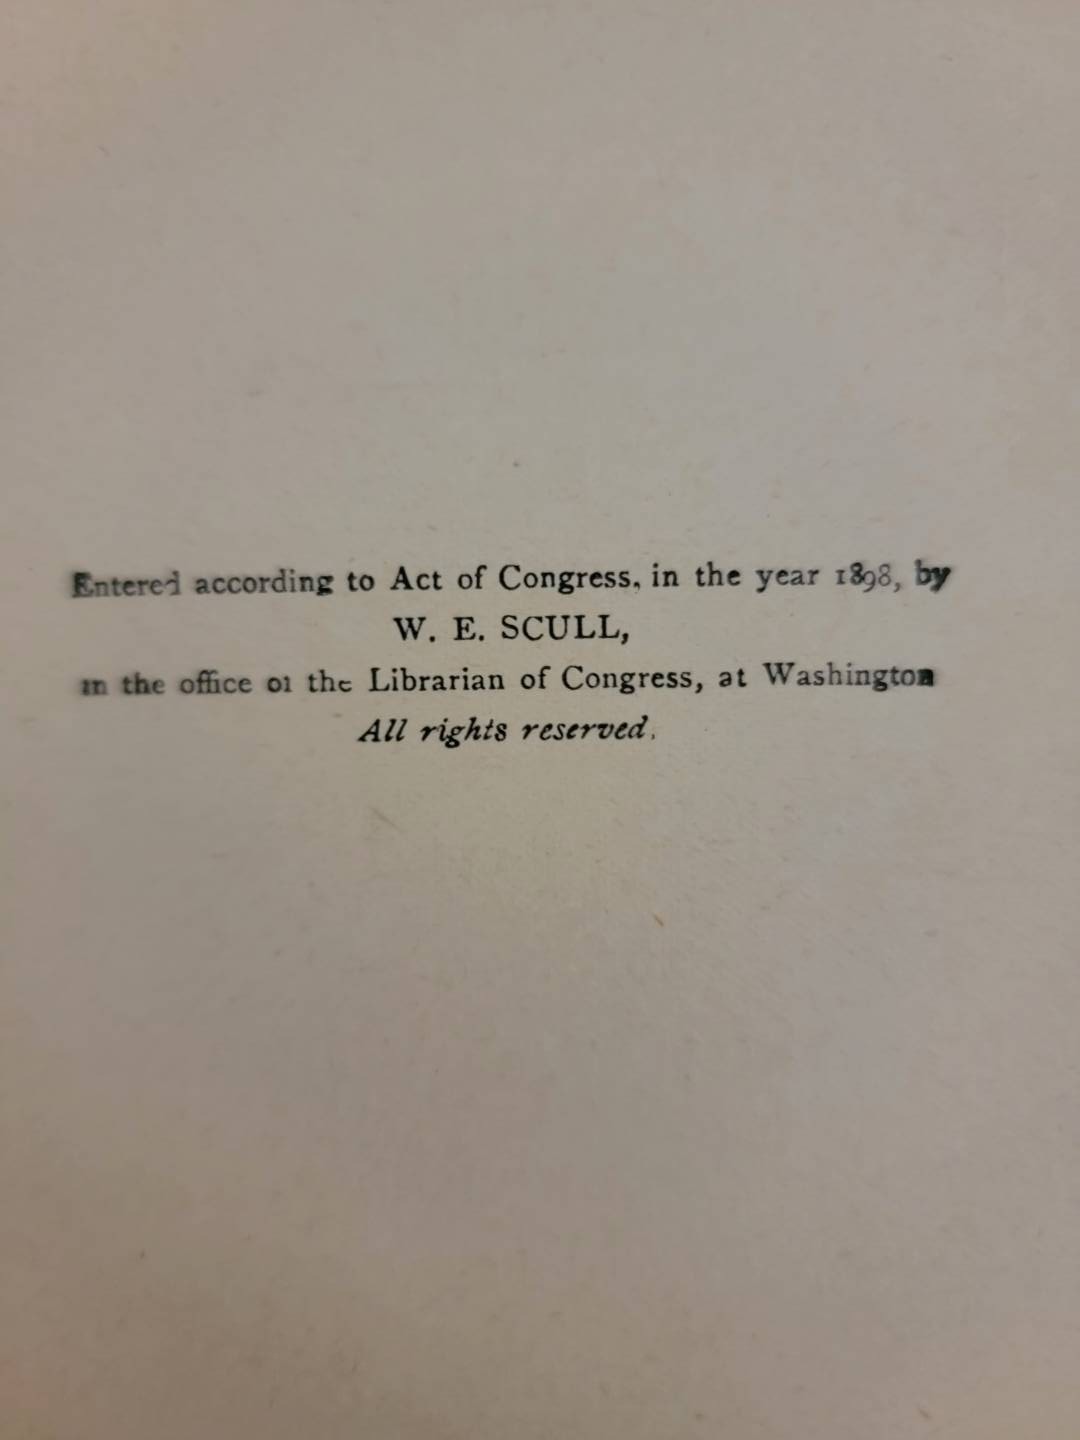 Entered according to Act of Congress, in the year 1898, by
W. E. SCULL,
in the office of the Librarian of Congress, at Washington
All rights reserved.